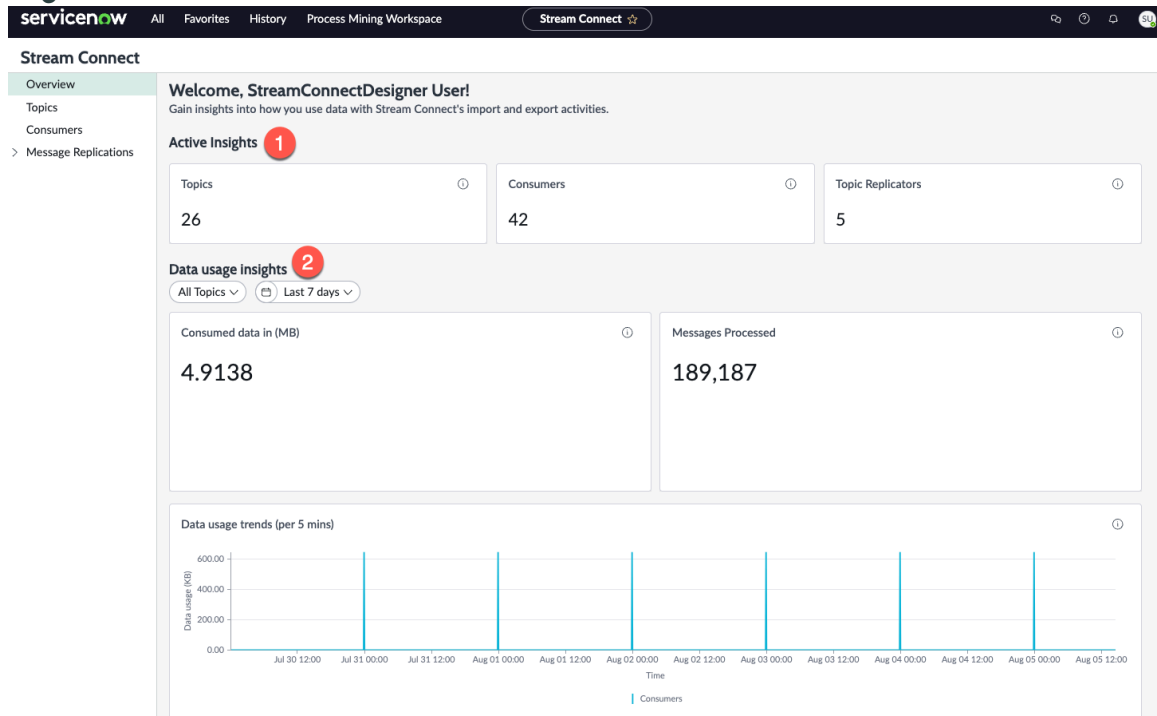 servicenow All Favorites History Process Mining Workspace Stream Connect SU
Stream Connect
Overview
Topics
Consumers
Message Replications
Welcome, StreamConnectDesigner User!
Gain insights into how you use data with Stream Connect's import and export activities.
Active Insights 1
Topics Consumers Topic Replicators
26 42 5
Data usage insights 2
All Topics Last 7 days
Consumed data in (MB) Messages Processed
4.9138 189,187
Data usage trends (per 5 mins)
Data usage (KB)
600.00
400.00
200.00
0.00
Jul 30 12:00 Jul 31 00:00 Jul 31 12:00 Aug 01 00:00 Aug 01 12:00 Aug 02 00:00 Aug 02 12:00 Aug 03 00:00 Aug 03 12:00 Aug 04 00:00 Aug 04 12:00 Aug 05 00:00 Aug 05 12:00
Time
Consumers